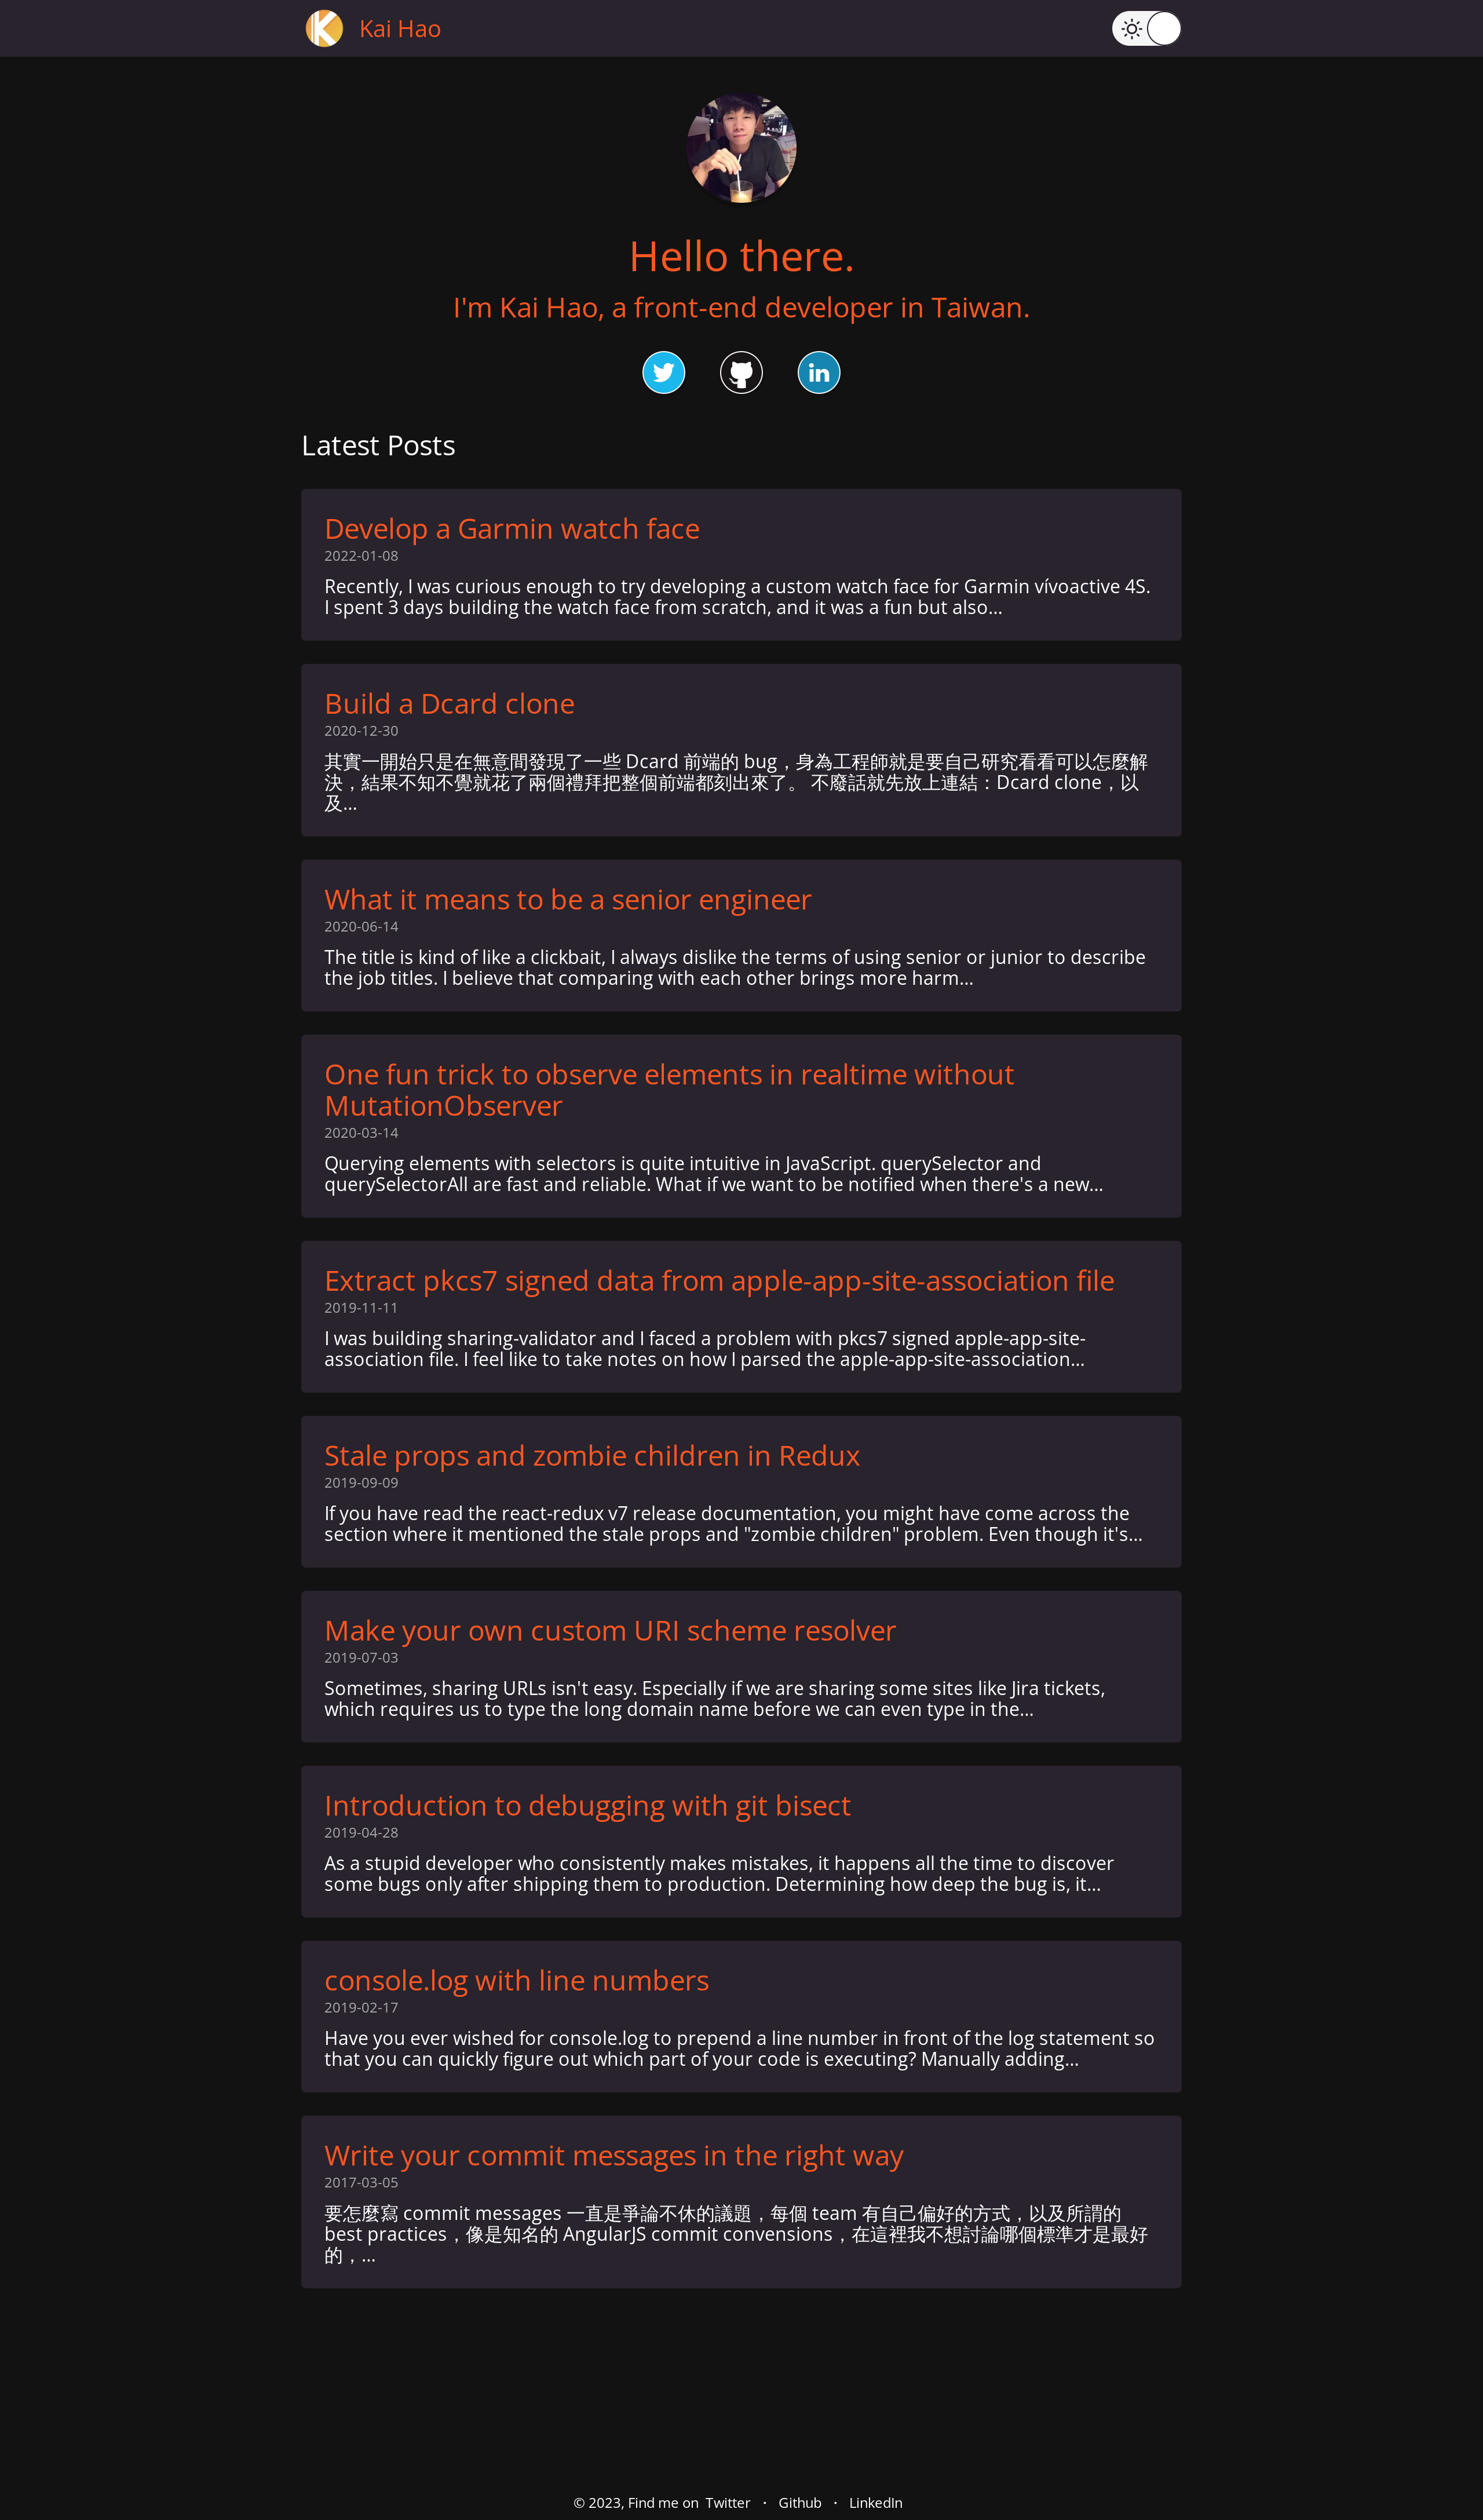 Kai Hao
Hello there.
I'm Kai Hao, a front-end developer in Taiwan.
Latest Posts
Develop a Garmin watch face
2022-01-08
Recently, I was curious enough to try developing a custom watch face for Garmin vívoactive 4S.
I spent 3 days building the watch face from scratch, and it was a fun but also...
Build a Dcard clone
2020-12-30
其實一開始只是在無意間發現了一些 Dcard 前端的 bug，身為工程師就是要自己研究看看可以怎麼解
決，結果不知不覺就花了兩個禮拜把整個前端都刻出來了。 不廢話就先放上連結：Dcard clone，以
及...
What it means to be a senior engineer
2020-06-14
The title is kind of like a clickbait, I always dislike the terms of using senior or junior to describe
the job titles. I believe that comparing with each other brings more harm...
One fun trick to observe elements in realtime without
MutationObserver
2020-03-14
Querying elements with selectors is quite intuitive in JavaScript. querySelector and
querySelectorAll are fast and reliable. What if we want to be notified when there's a new...
Extract pkcs7 signed data from apple-app-site-association file
2019-11-11
I was building sharing-validator and I faced a problem with pkcs7 signed apple-app-site-
association file. I feel like to take notes on how I parsed the apple-app-site-association...
Stale props and zombie children in Redux
2019-09-09
If you have read the react-redux v7 release documentation, you might have come across the
section where it mentioned the stale props and "zombie children" problem. Even though it's...
Make your own custom URI scheme resolver
2019-07-03
Sometimes, sharing URLs isn't easy. Especially if we are sharing some sites like Jira tickets,
which requires us to type the long domain name before we can even type in the...
Introduction to debugging with git bisect
2019-04-28
As a stupid developer who consistently makes mistakes, it happens all the time to discover
some bugs only after shipping them to production. Determining how deep the bug is, it...
console.log with line numbers
2019-02-17
Have you ever wished for console.log to prepend a line number in front of the log statement so
that you can quickly figure out which part of your code is executing? Manually adding...
Write your commit messages in the right way
2017-03-05
要怎麼寫 commit messages 一直是爭論不休的議題，每個 team 有自己偏好的方式，以及所謂的
best practices，像是知名的 AngularJS commit convensions，在這裡我不想討論哪個標準才是最好
的，...
© 2023, Find me on Twitter • Github • LinkedIn